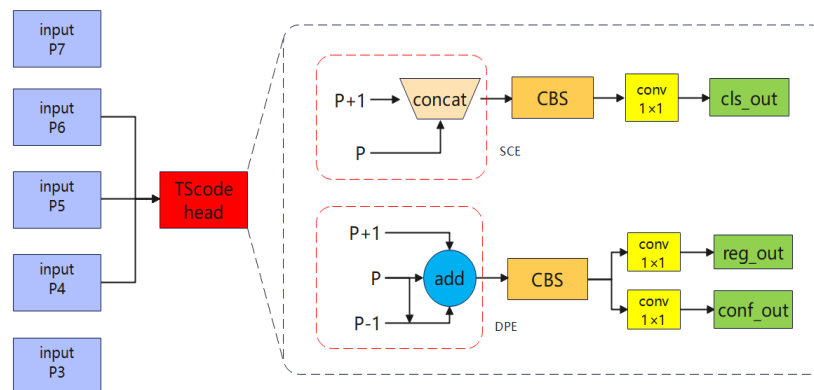 input
P7
input
P6
input
P5
input
P4
input
P3
TScode
head
P+1
concat
P
SCE
CBS
conv
1×1
cls_out
P+1
P
add
P-1
DPE
CBS
conv
1×1
reg_out
conv
1×1
conf_out